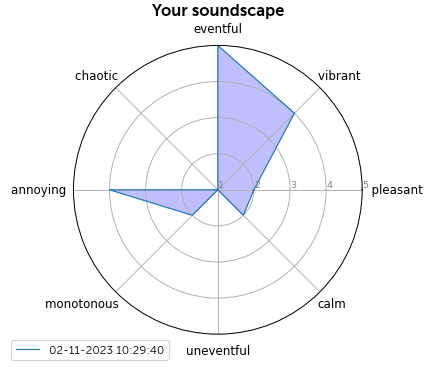 Your soundscape
eventful
chaotic
vibrant
annoying
1
2
3
4
5
pleasant
monotonous
calm
uneventful
02-11-2023 10:29:40